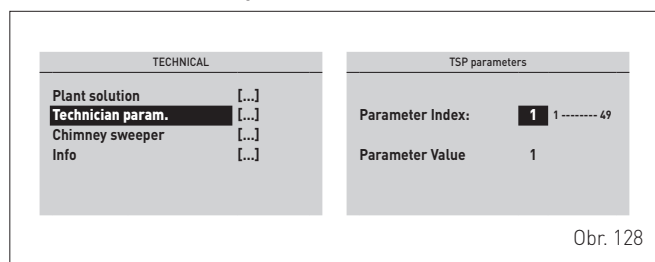 TECHNICAL
Plant solution [...]
Technician param. [...]
Chimney sweeper [...]
Info [...]
TSP parameters
Parameter Index: 1 1 -------- 49
Parameter Value 1
Obr. 128